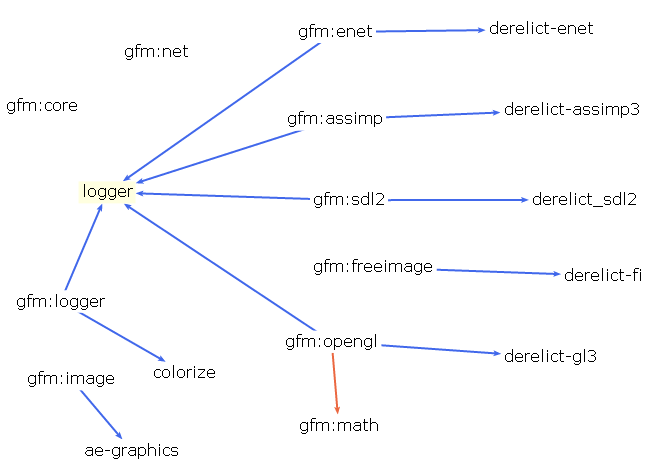 gfm:enet
derelict-enet
gfm:net
gfm:core
gfm:assimp
derelict-assimp3
logger
gfm:sdl2
derelict_sdl2
gfm:freeimage
derelict-fi
gfm:logger
gfm:opengl
derelict-gl3
colorize
gfm:image
gfm:math
ae-graphics